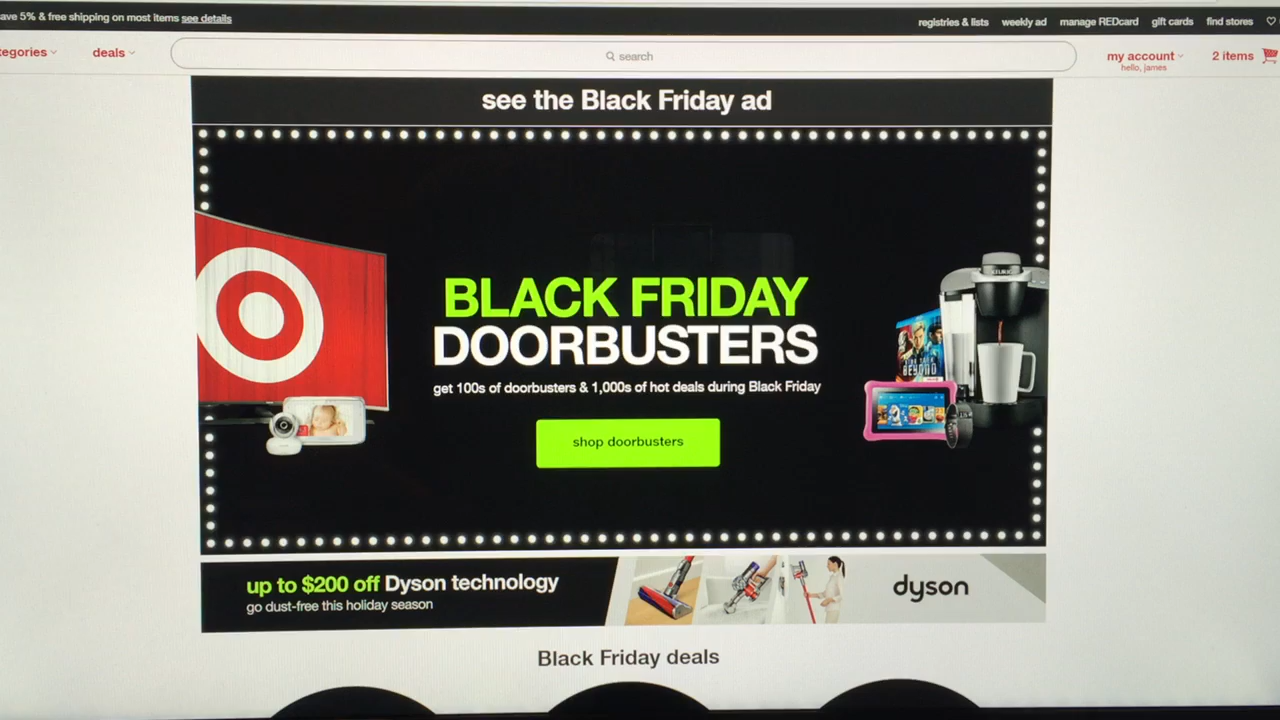 ave 5% & free shipping on most items see details
registries & lists weekly ad manage REDcard gift cards find stores
tegories deals search my account 2 items
hello, james
see the Black Friday ad
BLACK FRIDAY
DOORBUSTERS
get 100s of doorbusters & 1,000s of hot deals during Black Friday
shop doorbusters
BEYOND
up to $200 off Dyson technology
go dust-free this holiday season
dyson
Black Friday deals